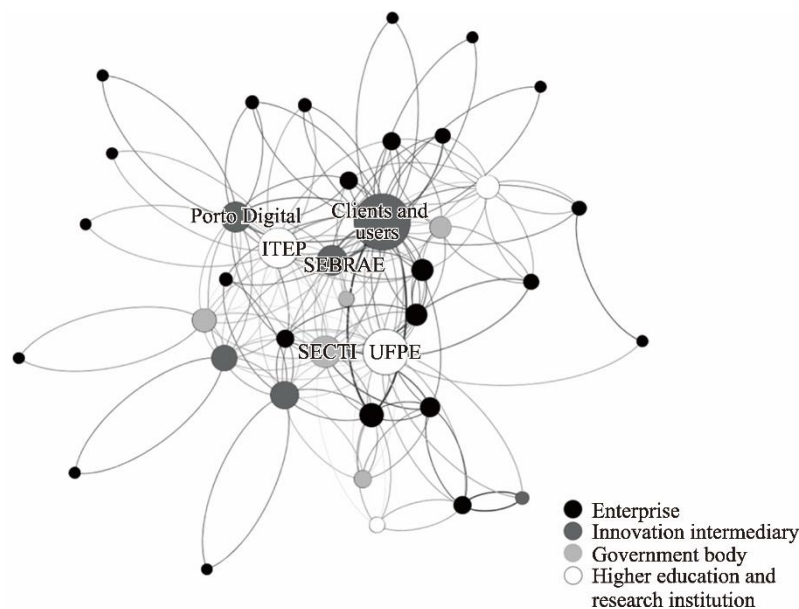 Porto Digital
Clients and
users
ITEP
SEBRAE
SECTI
UFPE
Enterprise
Innovation intermediary
Government body
Higher education and
research institution